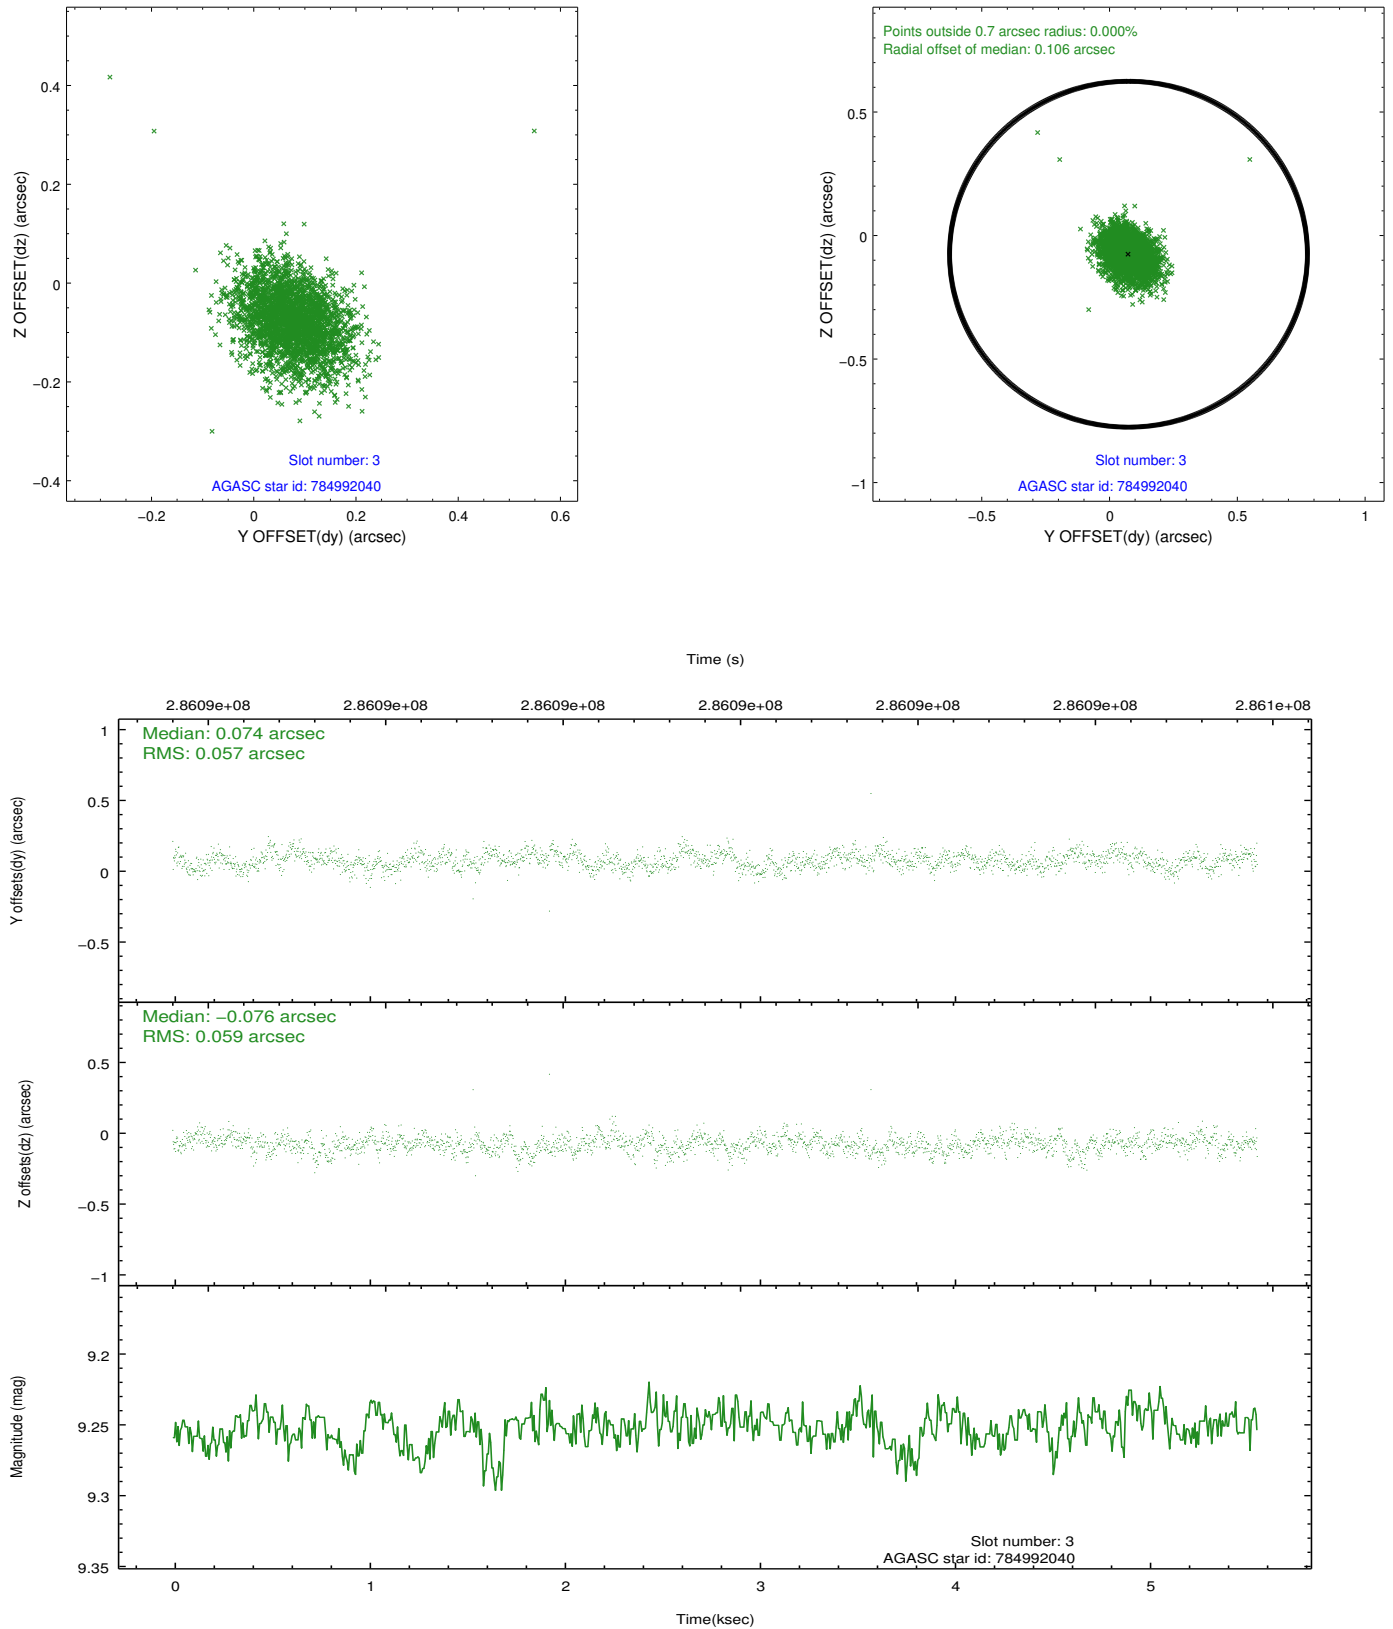 0.4
0.2
0
−0.2
−0.4
Z OFFSET(dz) (arcsec)
−0.2 0 0.2 0.4 0.6
Y OFFSET(dy) (arcsec)
Slot number: 3
AGASC star id: 784992040
Points outside 0.7 arcsec radius: 0.000%
Radial offset of median: 0.106 arcsec
0.5
0
−0.5
−1
Z OFFSET(dz) (arcsec)
−0.5 0 0.5 1
Y OFFSET(dy) (arcsec)
Slot number: 3
AGASC star id: 784992040
Time (s)
2.8609e+08 2.8609e+08 2.8609e+08 2.8609e+08 2.8609e+08 2.8609e+08 2.861e+08
Median: 0.074 arcsec
RMS: 0.057 arcsec
1
0.5
0
−0.5
Y offsets(dy) (arcsec)
Median: −0.076 arcsec
RMS: 0.059 arcsec
0.5
0
−0.5
−1
Z offsets(dz) (arcsec)
9.2
9.25
9.3
9.35
Magnitude (mag)
Slot number: 3
AGASC star id: 784992040
0 1 2 3 4 5
Time(ksec)